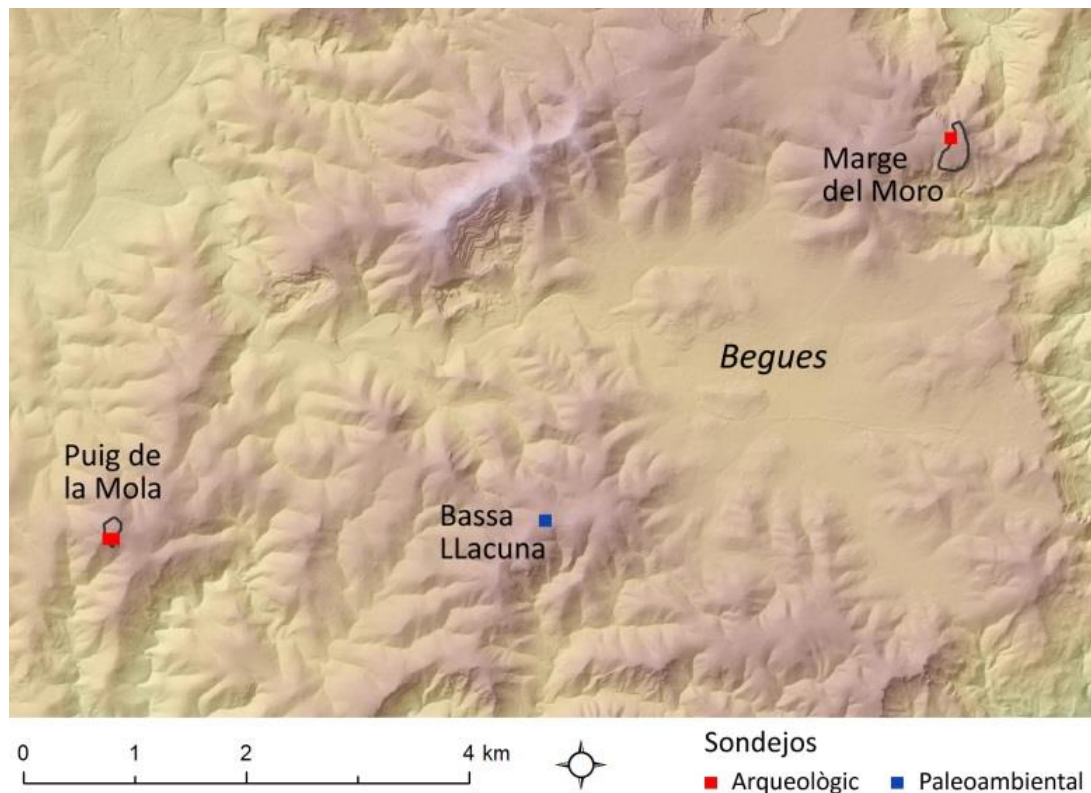 Marge
del Moro
Begues
Puig de
la Mola
Bassa
LLacuna
0 1 2 4 km
Sondejos
Arqueològic Paleoambiental